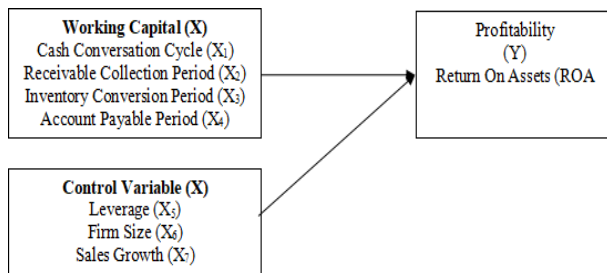 Working Capital (X)
Cash Conversation Cycle (X₁)
Receivable Collection Period (X₂)
Inventory Conversion Period (X₃)
Account Payable Period (X₄)
Profitability
(Y)
Return On Assets (ROA
Control Variable (X)
Leverage (X₅)
Firm Size (X₆)
Sales Growth (X₇)